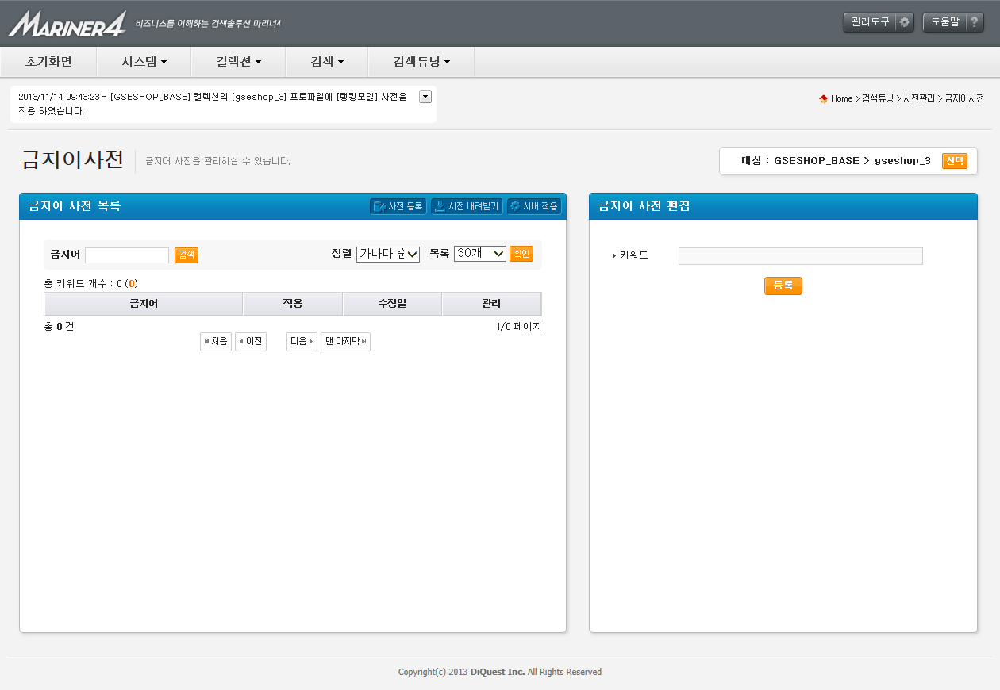 MARINER4 비즈니스를 이해하는 검색솔루션 마리너4 관리도구 도움말 ?
초기화면 시스템 컬렉션 검색 검색튜닝
2013/11/14 09:43:23 - [GSESHOP_BASE] 컬렉션의 [gseshop_3] 프로파일에 [랭킹모델] 사전을
적용 하였습니다.
Home > 검색튜닝 > 사전관리 > 금지어사전
금지어사전 금지어 사전을 관리하실 수 있습니다.
대상 : GSESHOP_BASE > gseshop_3 선택
금지어 사전 목록 사전 등록 사전 내려받기 서버 적용
금지어 검색 정렬 가나다 순 목록 30개 확인
총 키워드 개수 : 0 (0)
금지어 적용 수정일 관리
총 0 건 1/0 페이지
처음 이전 다음 맨 마지막
금지어 사전 편집
키워드
등록
Copyright(c) 2013 DiQuest Inc. All Rights Reserved